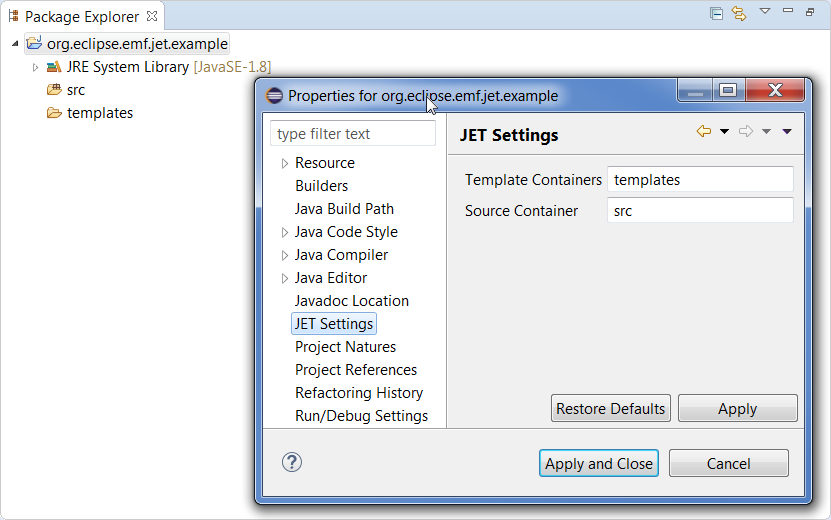 Package Explorer
org.eclipse.emf.jet.example
JRE System Library [JavaSE-1.8]
src
templates
Properties for org.eclipse.emf.jet.example
type filter text
Resource
Builders
Java Build Path
Java Code Style
Java Compiler
Java Editor
Javadoc Location
JET Settings
Project Natures
Project References
Refactoring History
Run/Debug Settings
JET Settings
Template Containers templates
Source Container src
Restore Defaults Apply
? Apply and Close Cancel